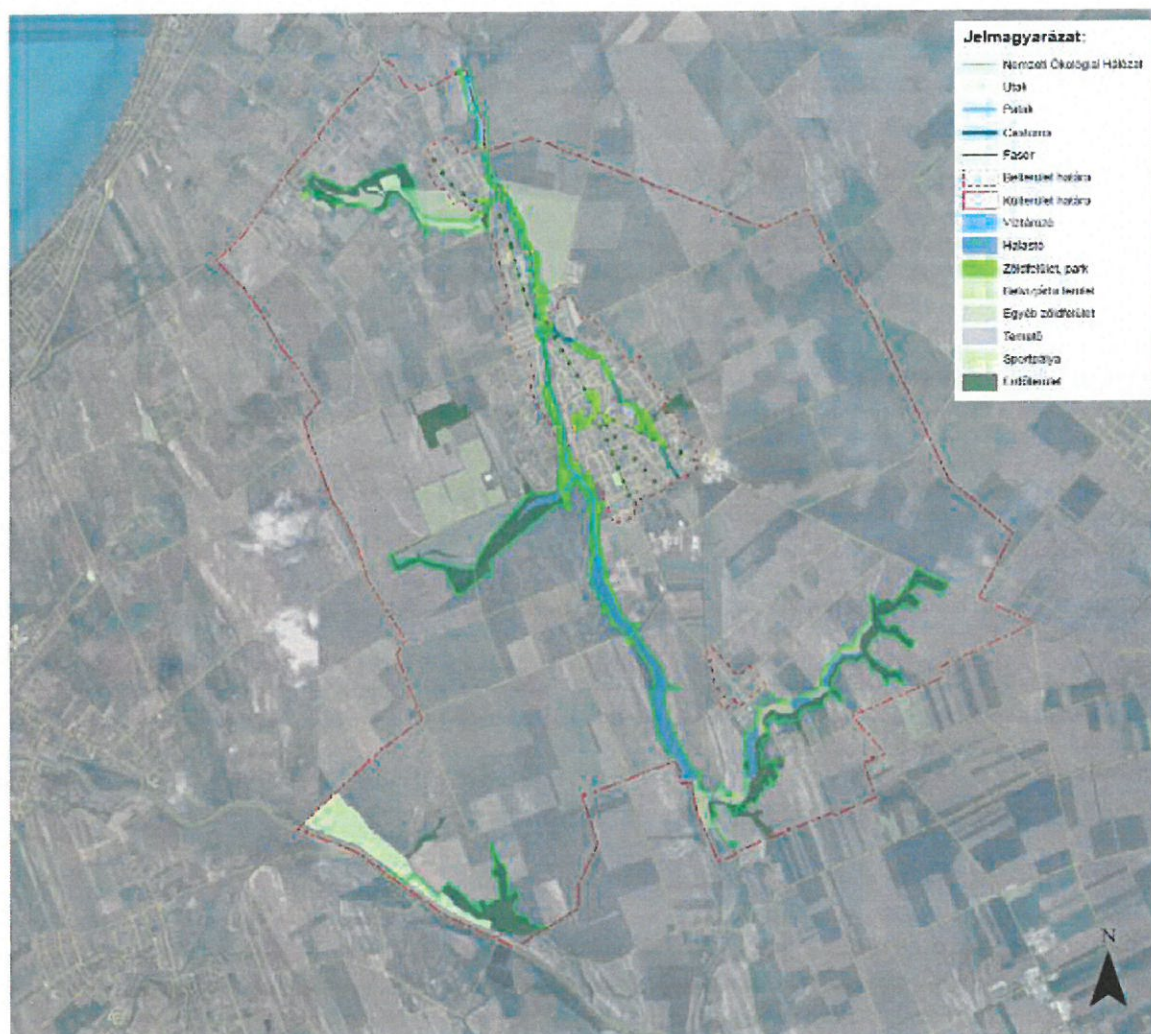 Jelmagyarázat:
Nemzeti Ökológiai Hálózat
Utak
Patak
Csatorna
Fasor
Belterület határa
Külterület határa
Víztározó
Halastó
Zöldfelület, park
Belvízjárta terület
Egyéb zöldfelület
Temető
Sportpálya
Erdőterület
N